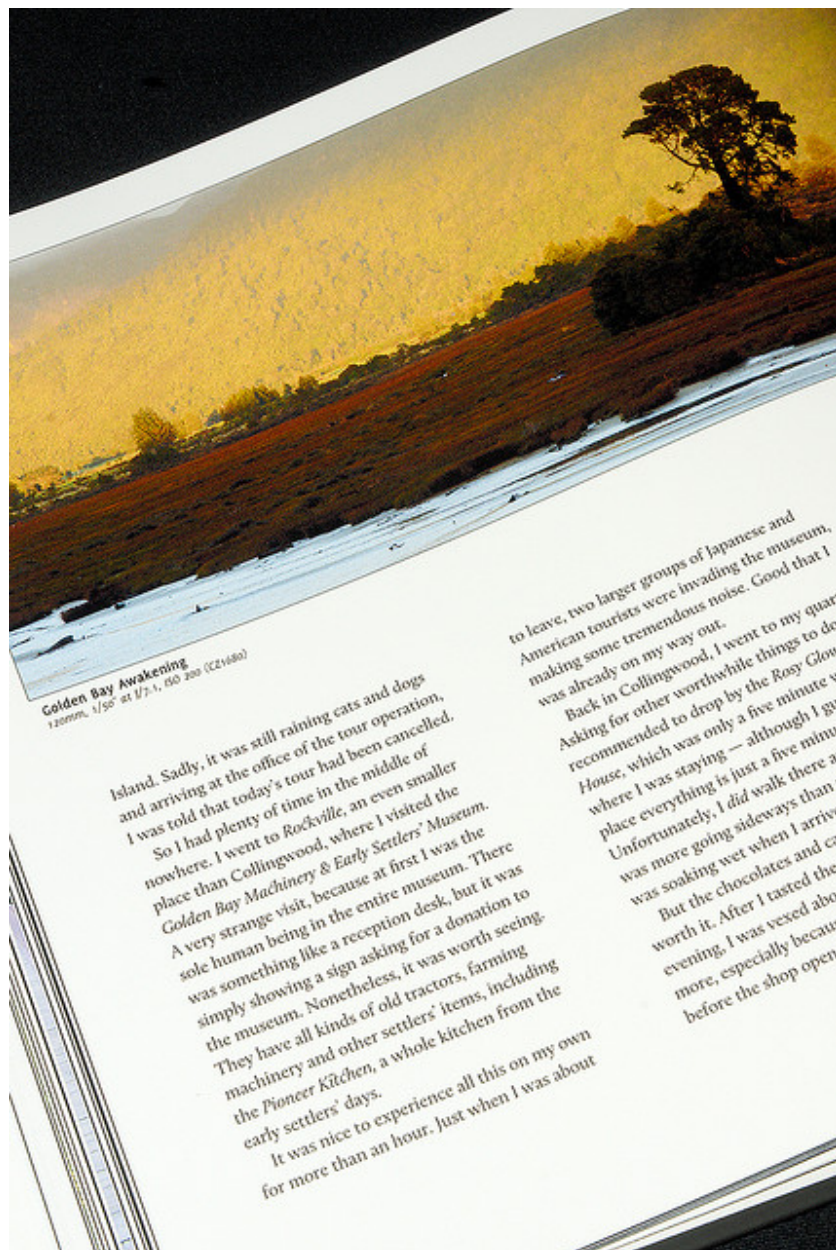 Golden Bay Awakening
120mm, 1/50" at f/7.1, ISO 200 (CZ1680)
Island. Sadly, it was still raining cats and dogs
and arriving at the office of the tour operation,
I was told that today's tour had been cancelled.
So I had plenty of time in the middle of
nowhere. I went to Rockville, an even smaller
place than Collingwood, where I visited the
Golden Bay Machinery & Early Settlers' Museum.
A very strange visit, because at first I was the
sole human being in the entire museum. There
was something like a reception desk, but it was
simply showing a sign asking for a donation to
the museum. Nonetheless, it was worth seeing.
They have all kinds of old tractors, farming
machinery and other settlers' items, including
the Pioneer Kitchen, a whole kitchen from the
early settlers' days.
It was nice to experience all this on my own
for more than an hour. Just when I was about
to leave, two larger groups of Japanese and
American tourists were invading the museum,
making some tremendous noise. Good that I
was already on my way out.
Back in Collingwood, I went to my
Asking for other worthwhile things to
recommended to drop by the Rosy
House, which was only a five minute
where I was staying — although I
place everything is just a five
Unfortunately, I did walk there
was more going sideways than
was soaking wet when I
But the chocolates and
worth it. After I tasted
evening, I was vexed
more, especially
before the shop